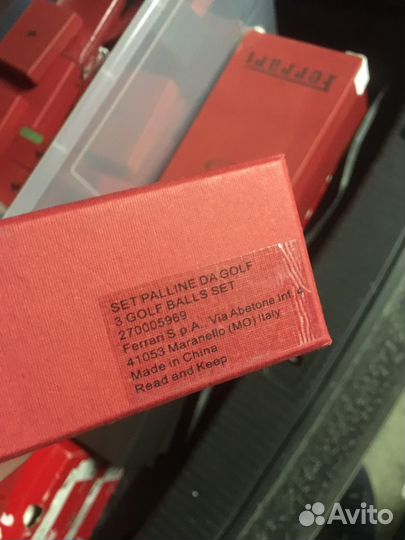 ferrari
SET PALLINE DA GOLF
3 GOLF BALLS SET
270005969
Ferrari S.p.A., Via Abetone Inf. 4
41053 Maranello (MO) Italy
Made in China
Read and Keep
Avito